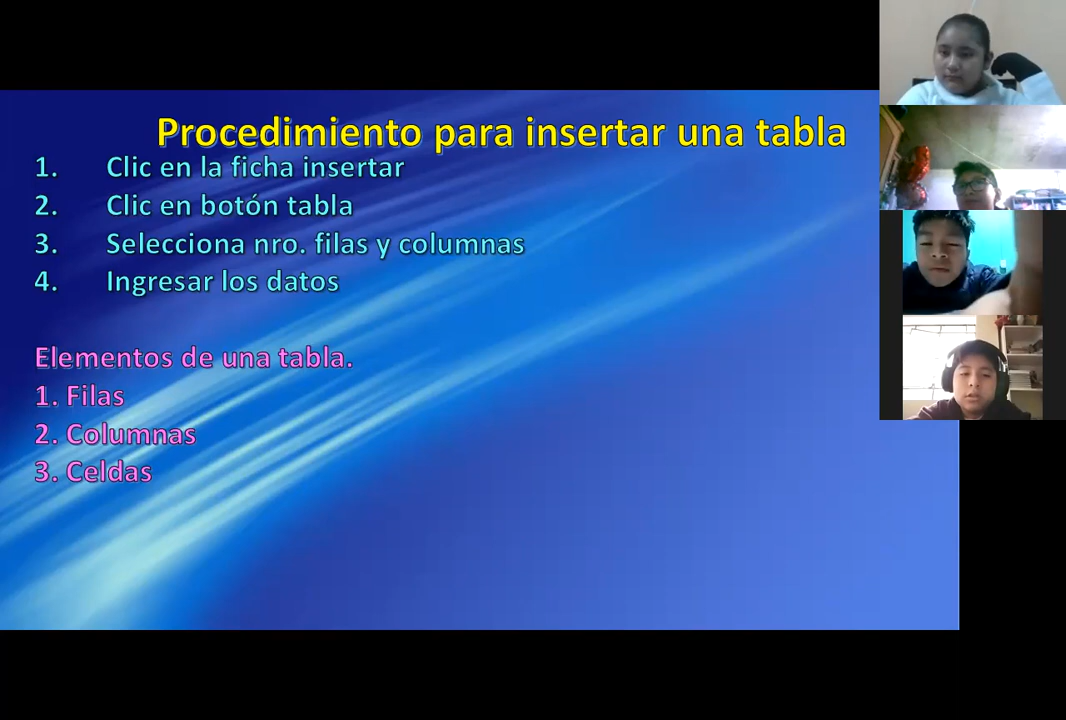 Procedimiento para insertar una tabla
1. Clic en la ficha insertar
2. Clic en botón tabla
3. Selecciona nro. filas y columnas
4. Ingresar los datos
Elementos de una tabla.
1. Filas
2. Columnas
3. Celdas